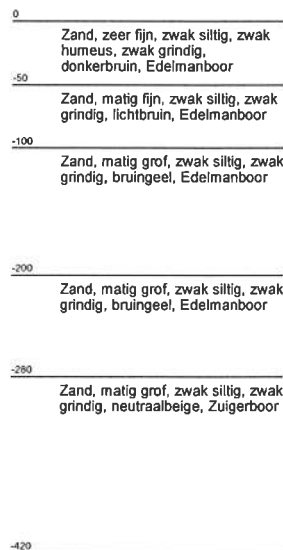 0
Zand, zeer fijn, zwak siltig, zwak
humeus, zwak grindig,
donkerbruin, Edelmanboor
-50
Zand, matig fijn, zwak siltig, zwak
grindig, lichtbruin, Edelmanboor
-100
Zand, matig grof, zwak siltig, zwak
grindig, bruingeel, Edelmanboor
-200
Zand, matig grof, zwak siltig, zwak
grindig, bruingeel, Edelmanboor
-280
Zand, matig grof, zwak siltig, zwak
grindig, neutraalbeige, Zuigerboor
-420